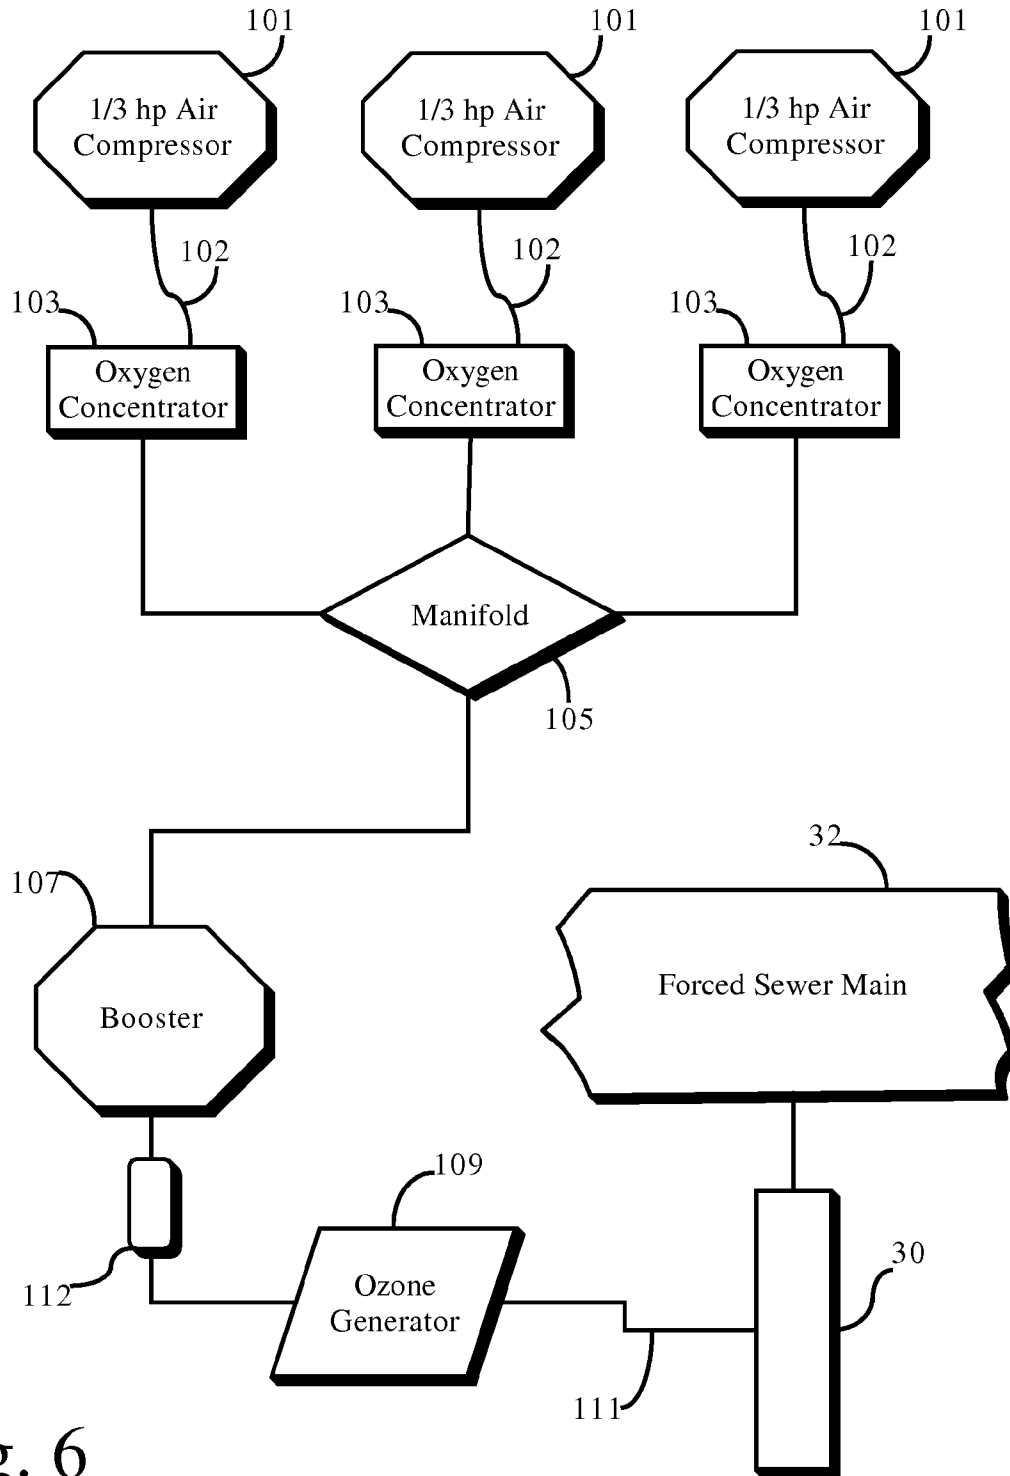 101
101
101
1/3 hp Air
Compressor
1/3 hp Air
Compressor
1/3 hp Air
Compressor
102
102
102
103
103
103
Oxygen
Concentrator
Oxygen
Concentrator
Oxygen
Concentrator
Manifold
105
32
107
Forced Sewer Main
Booster
109
30
112
Ozone
Generator
111
g. 6